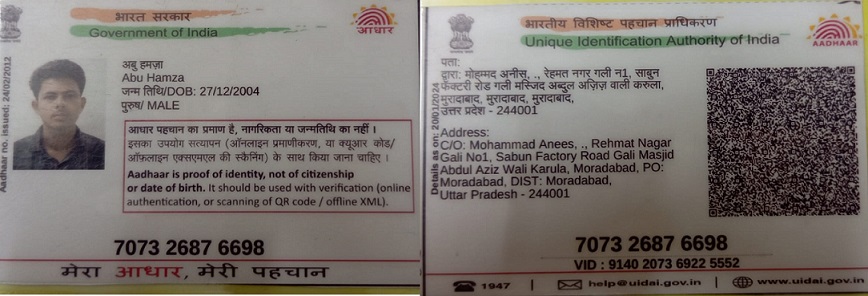 भारत सरकार
Government of India
आधार
Aadhaar no. issued: 24/02/2012
अबु हमज़ा
Abu Hamza
जन्म तिथि/DOB: 27/12/2004
पुरुष/ MALE
आधार पहचान का प्रमाण है, नागरिकता या जन्मतिथि का नहीं ।
इसका उपयोग सत्यापन (ऑनलाइन प्रमाणीकरण, या क्यूआर कोड/
ऑफ़लाइन एक्सएमएल की स्कैनिंग) के साथ किया जाना चाहिए ।
Aadhaar is proof of identity, not of citizenship
or date of birth. It should be used with verification (online
authentication, or scanning of QR code / offline XML).
7073 2687 6698
मेरा आधार, मेरी पहचान
भारतीय विशिष्ट पहचान प्राधिकरण
Unique Identification Authority of India
AADHAAR
Details as on: 20/01/2024
पता:
द्वारा: मोहम्मद अनीस, ., रेहमत नगर गली न1, साबुन
फैक्टरी रोड गली मस्जिद अब्दुल अज़िज़ वाली करुला,
मुरादाबाद, मुरादाबाद, मुरादाबाद,
उत्तर प्रदेश - 244001
Address:
C/O: Mohammad Anees, ., Rehmat Nagar
Gali No1, Sabun Factory Road Gali Masjid
Abdul Aziz Wali Karula, Moradabad, PO:
Moradabad, DIST: Moradabad,
Uttar Pradesh - 244001
7073 2687 6698
VID : 9140 2073 6922 5552
1947 | help@uidai.gov.in | www.uidai.gov.in